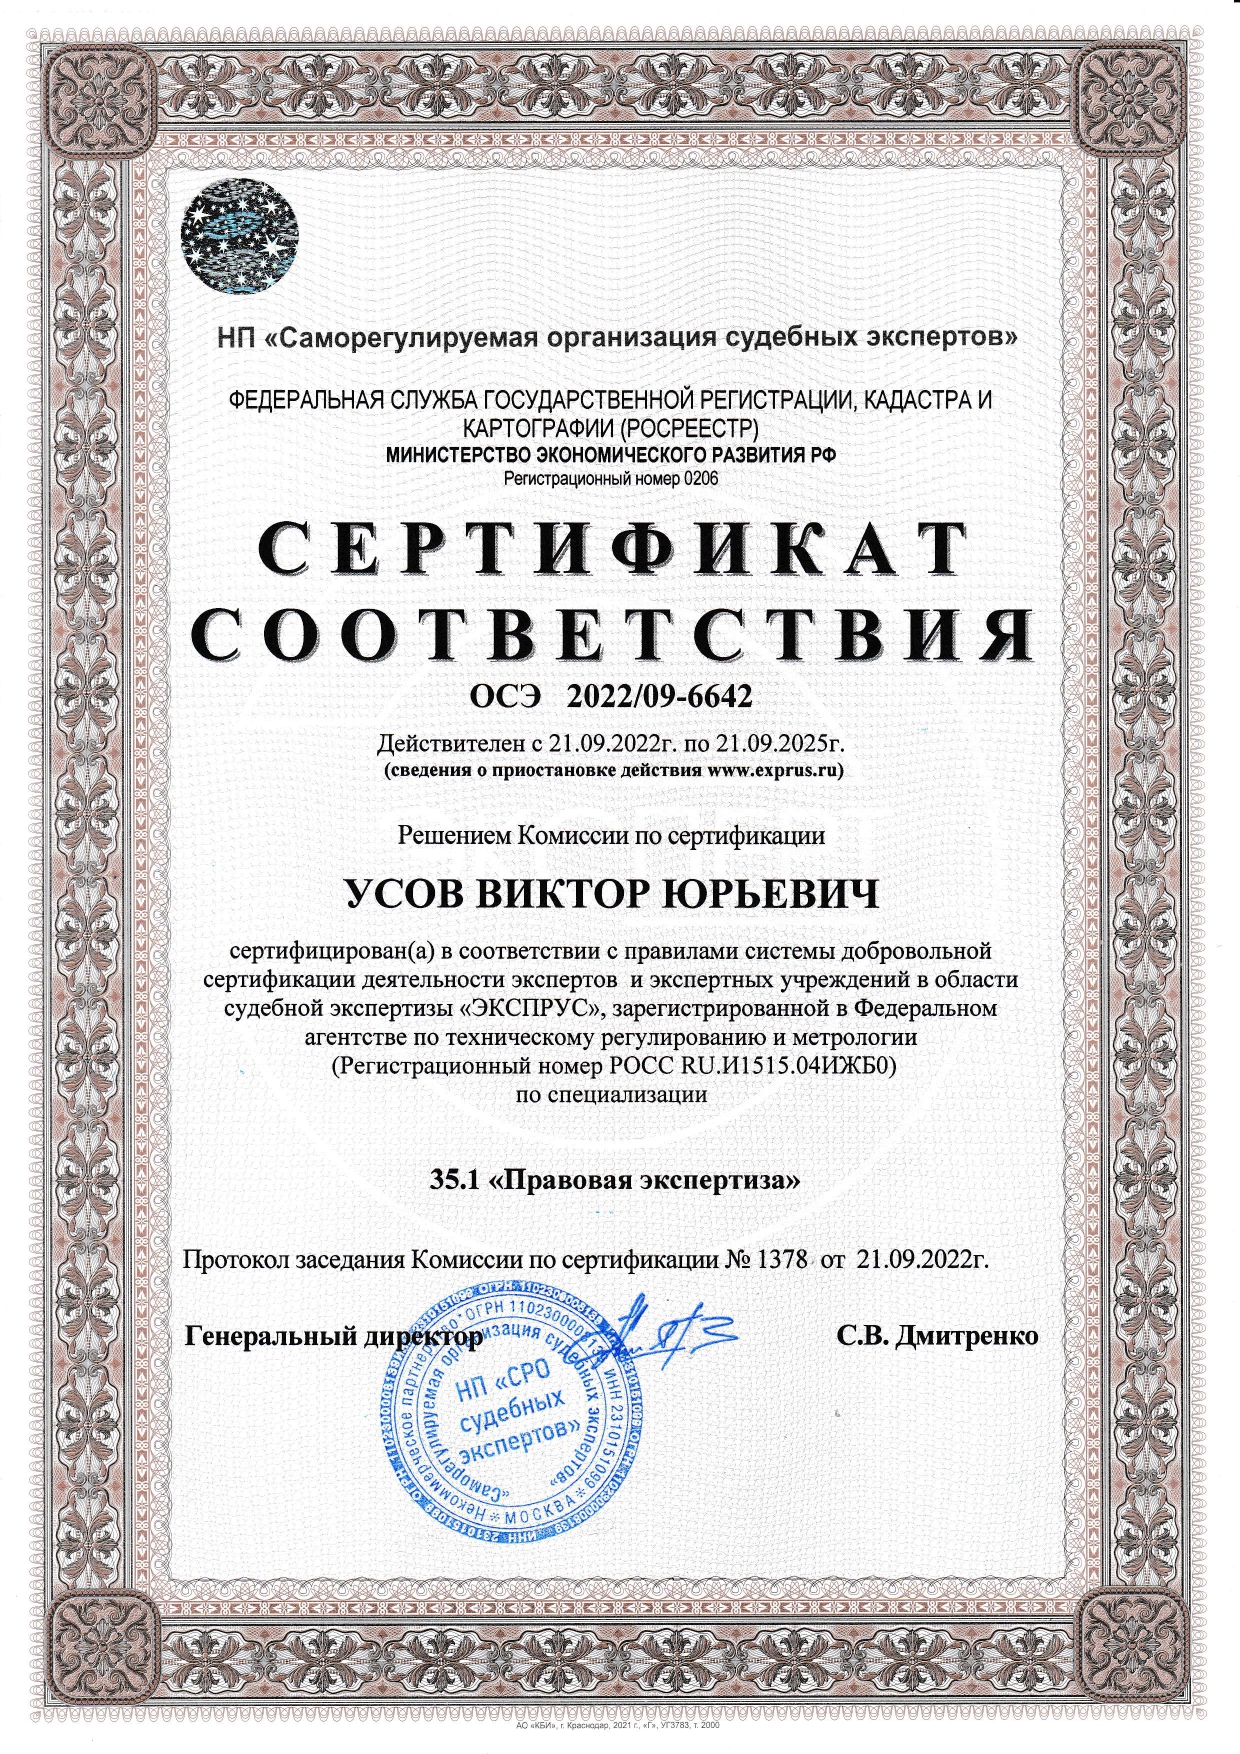 НП «Саморегулируемая организация судебных экспертов»
ФЕДЕРАЛЬНАЯ СЛУЖБА ГОСУДАРСТВЕННОЙ РЕГИСТРАЦИИ, КАДАСТРА И
КАРТОГРАФИИ (РОСРЕЕСТР)
МИНИСТЕРСТВО ЭКОНОМИЧЕСКОГО РАЗВИТИЯ РФ
Регистрационный номер 0206
СЕРТИФИКАТ
СООТВЕТСТВИЯ
ОСЭ 2022/09-6642
Действителен с 21.09.2022г. по 21.09.2025г.
(сведения о приостановке действия www.exprus.ru)
Решением Комиссии по сертификации
УСОВ ВИКТОР ЮРЬЕВИЧ
сертифицирован(а) в соответствии с правилами системы добровольной
сертификации деятельности экспертов и экспертных учреждений в области
судебной экспертизы «ЭКСПРУС», зарегистрированной в Федеральном
агентстве по техническому регулированию и метрологии
(Регистрационный номер РОСС RU.И1515.04ИЖБ0)
по специализации
35.1 «Правовая экспертиза»
Протокол заседания Комиссии по сертификации № 1378 от 21.09.2022г.
Генеральный директор
С.В. Дмитренко
НП «СРО
судебных
экспертов»
«Саморегулируемая организация судебных экспертов»
Некоммерческое партнерство
ИНН 2310151099
МОСКВА
АО «КБИ», г. Краснодар, 2021 г., «Г», УГ3783, т. 2000